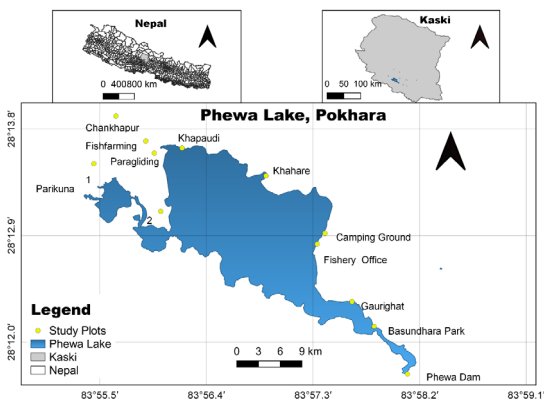 Nepal
0 400800 km
Kaski
0 50 100 km
Phewa Lake, Pokhara
28°13.8'
28°12.9'
28°12.0'
Chankhapur
Fishfarming
Khapaudi
Paragliding
Khahare
1
Parikuna
2
Camping Ground
Fishery Office
Gaurighat
Basundhara Park
Phewa Dam
Legend
Study Plots
Phewa Lake
Kaski
Nepal
0 3 6 9 km
83°55.5' 83°56.4' 83°57.3' 83°58.2' 83°59.1'